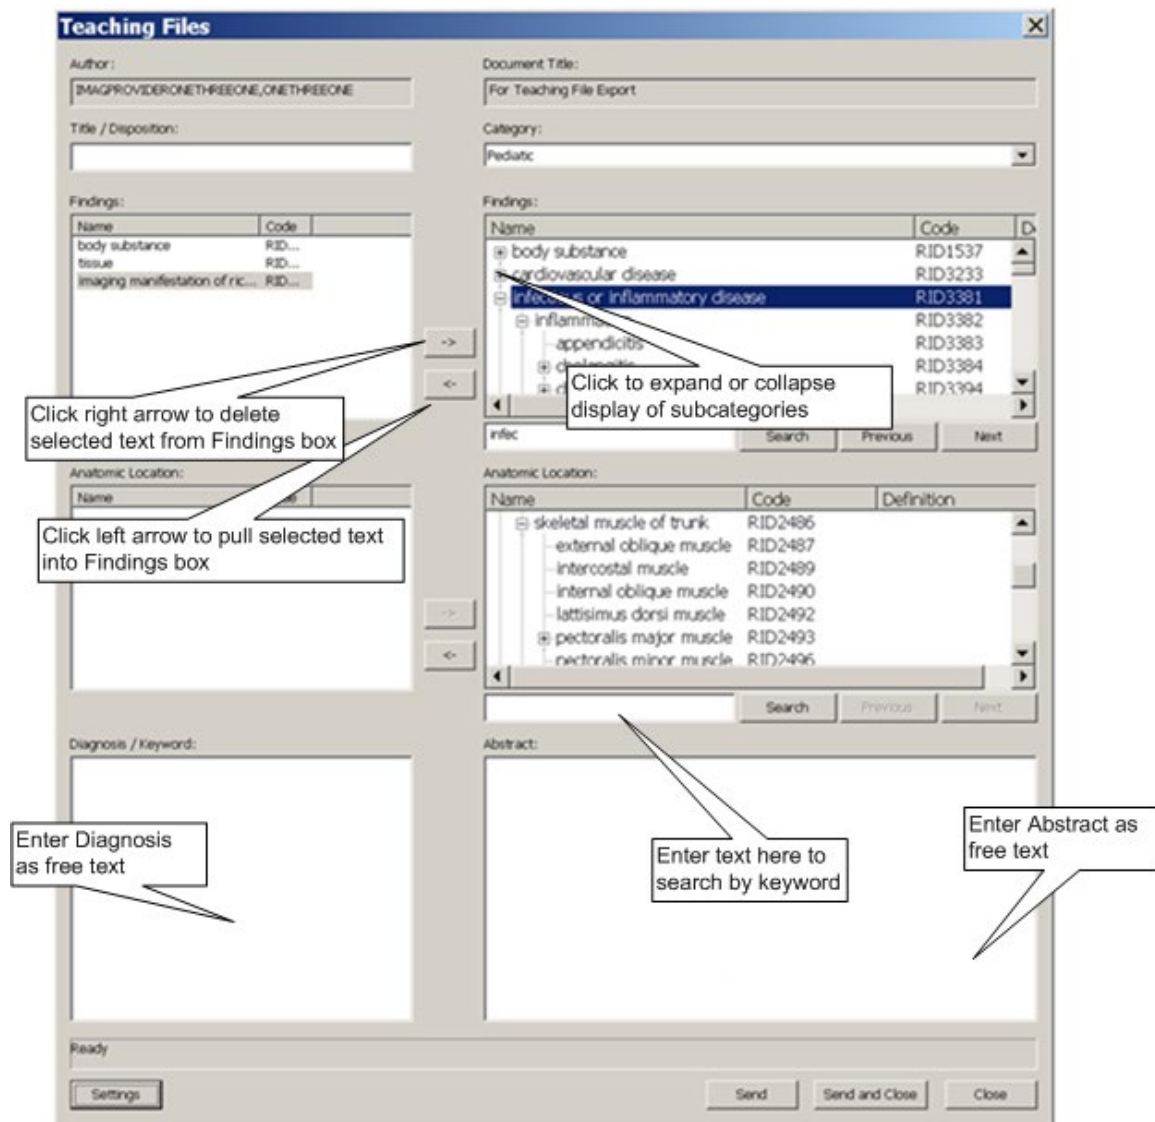 Teaching Files
Author:
Document Title:
IMAGPROVIDERONETHREEONE,ONETHREEONE
For Teaching File Export
Title / Disposition:
Category:
Pediatic
Findings:
Name Code
body substance RID...
tissue RID...
imaging manifestation of ric... RID...
->
<-
Findings:
Name Code
body substance RID1537
cardiovascular disease RID3233
infectious or inflammatory disease RID3381
RID3382
appendicitis RID3383
RID3384
RID3394
Click to expand or collapse
display of subcategories
infec Search Previous Next
Click right arrow to delete
selected text from Findings box
Click left arrow to pull selected text
into Findings box
Anatomic Location:
Name
->
<-
Anatomic Location:
Name Code Definition
skeletal muscle of trunk RID2486
external oblique muscle RID2487
intercostal muscle RID2489
internal oblique muscle RID2490
lattisimus dorsi muscle RID2492
pectoralis major muscle RID2493
pectoralis minor muscle RID2496
Search Previous Next
Diagnosis / Keyword:
Abstract:
Enter Diagnosis
as free text
Enter text here to
search by keyword
Enter Abstract as
free text
Ready
Settings
Send
Send and Close
Close